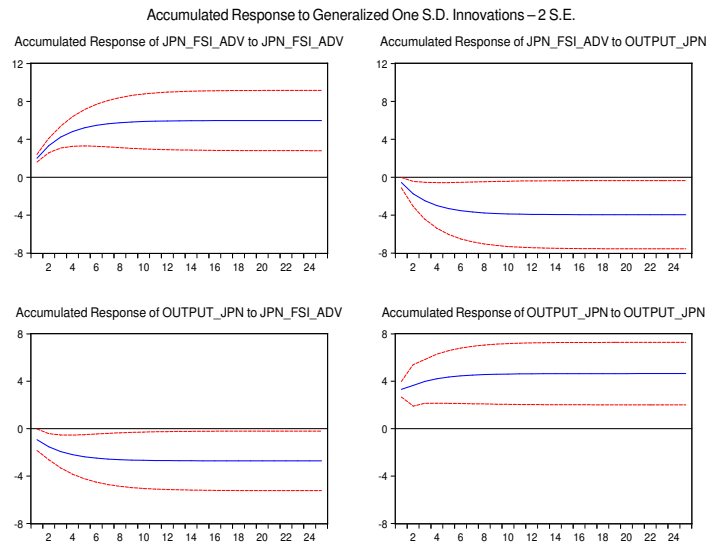 Accumulated Response to Generalized One S.D. Innovations – 2 S.E.
Accumulated Response of JPN_FSI_ADV to JPN_FSI_ADV
12
8
4
0
-4
-8
2 4 6 8 10 12 14 16 18 20 22 24
Accumulated Response of JPN_FSI_ADV to OUTPUT_JPN
12
8
4
0
-4
-8
2 4 6 8 10 12 14 16 18 20 22 24
Accumulated Response of OUTPUT_JPN to JPN_FSI_ADV
8
4
0
-4
-8
2 4 6 8 10 12 14 16 18 20 22 24
Accumulated Response of OUTPUT_JPN to OUTPUT_JPN
8
4
0
-4
-8
2 4 6 8 10 12 14 16 18 20 22 24